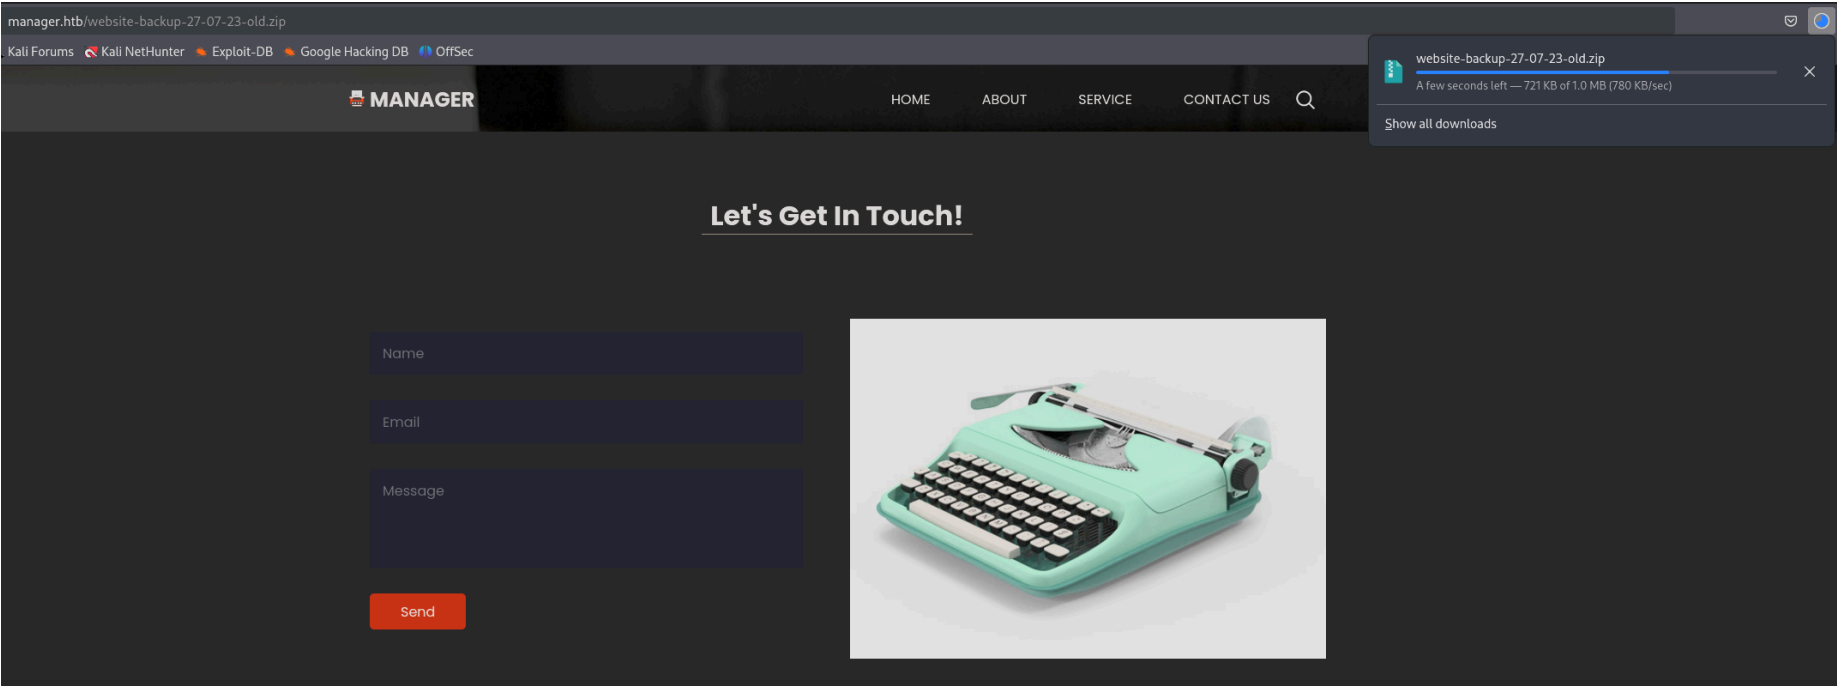 manager.htb/website-backup-27-07-23-old.zip
Kali Forums Kali NetHunter Exploit-DB Google Hacking DB OffSec
website-backup-27-07-23-old.zip
A few seconds left — 721 KB of 1.0 MB (780 KB/sec)
Show all downloads
MANAGER HOME ABOUT SERVICE CONTACT US
Let's Get In Touch!
Name
Email
Message
Send